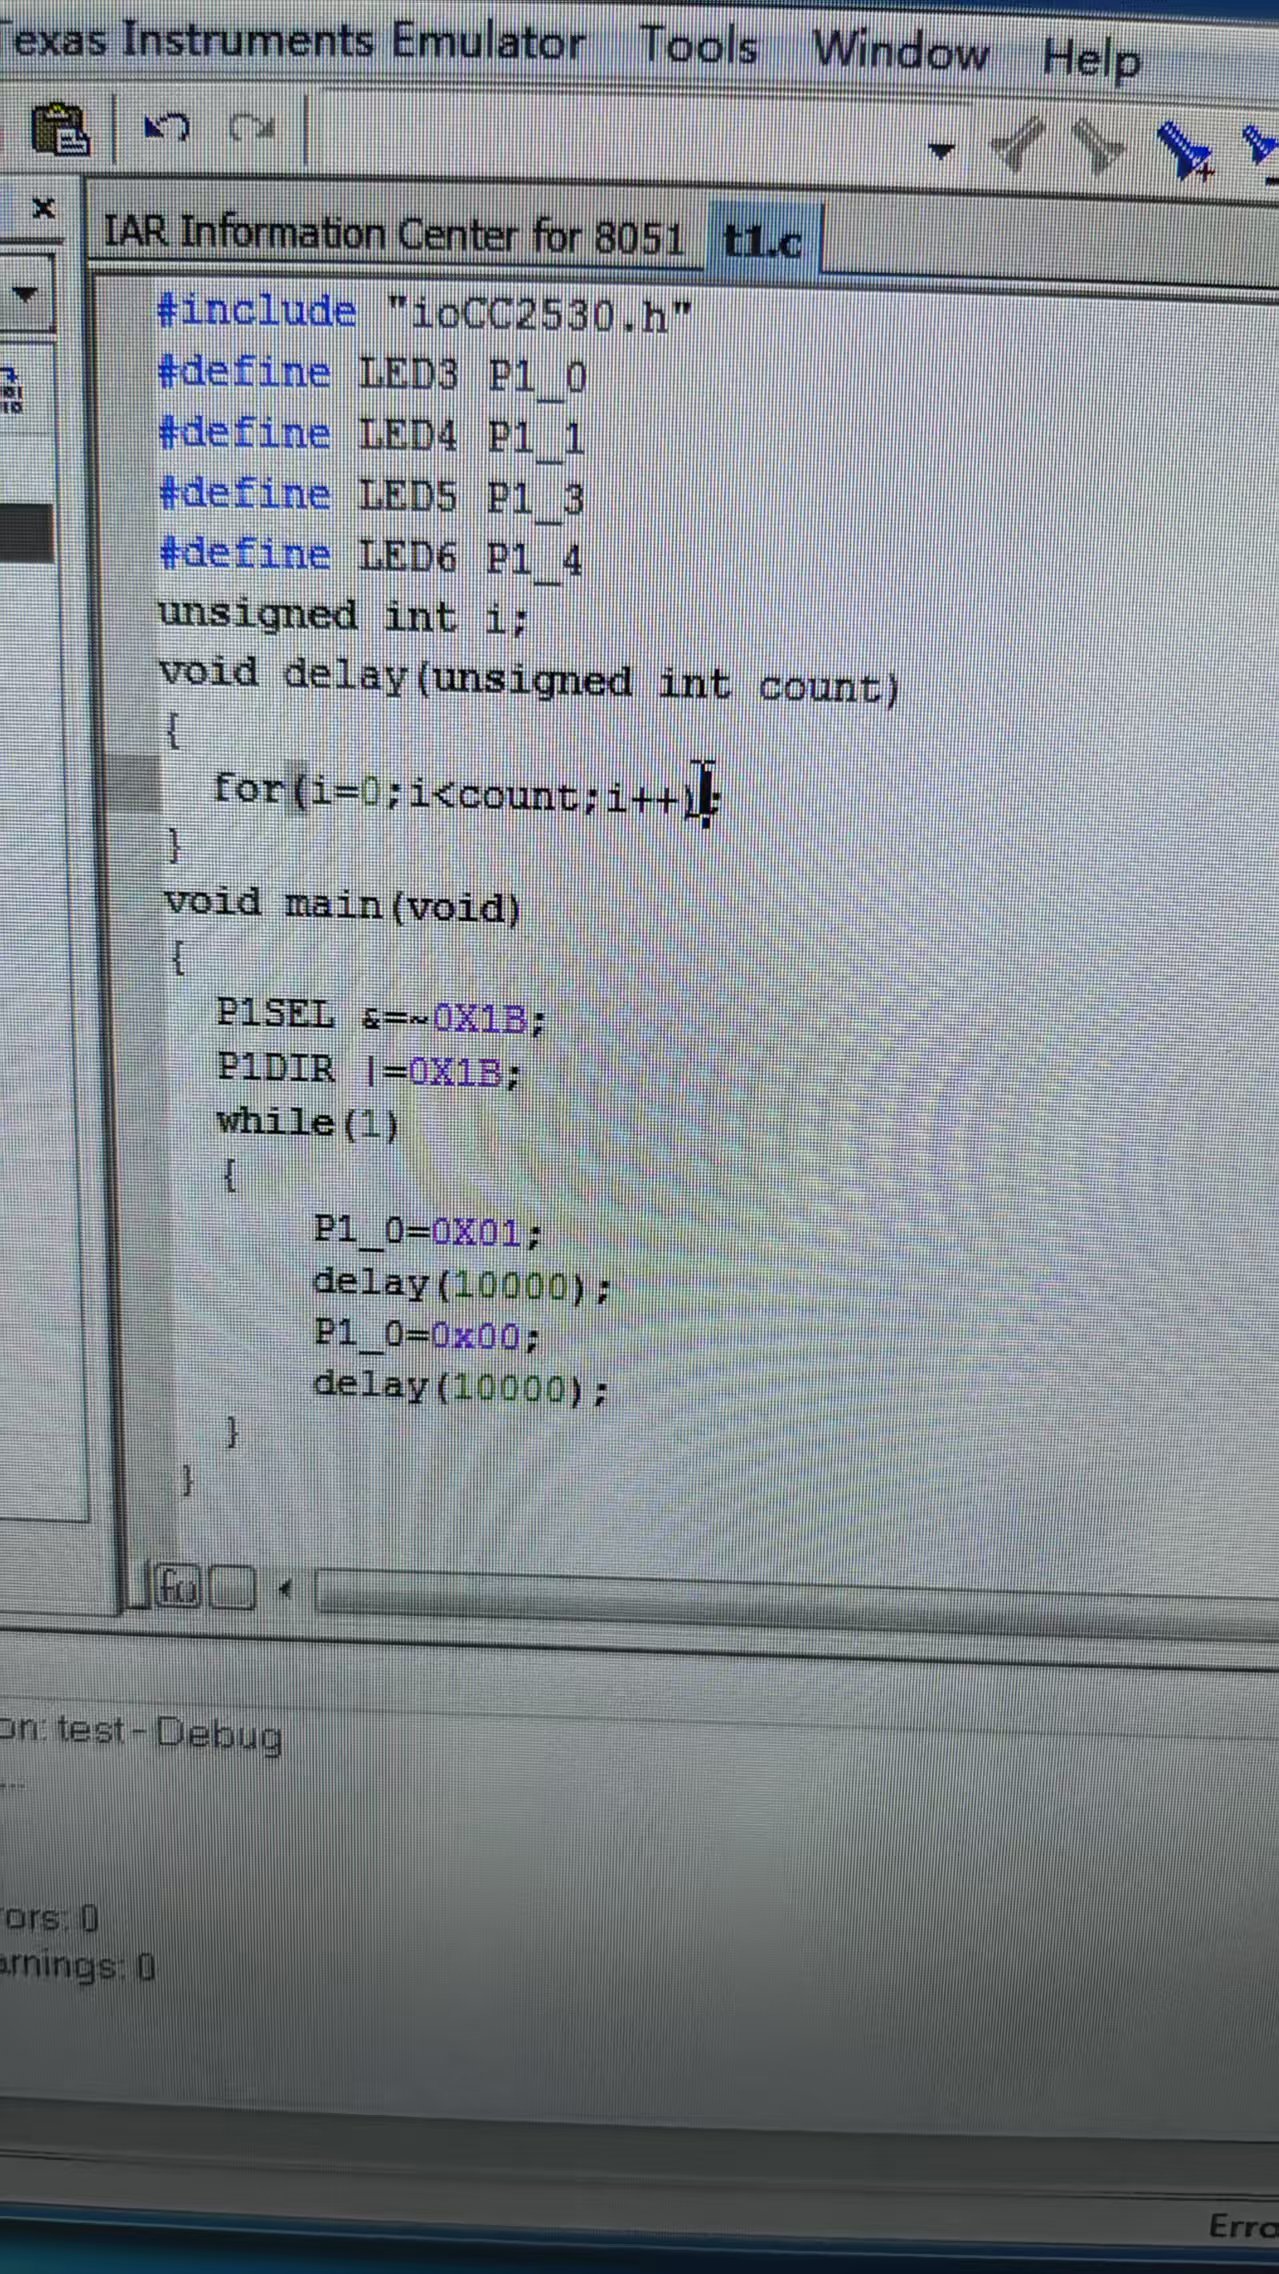 exas Instruments Emulator Tools Window Help
IAR Information Center for 8051 t1.c
#include "ioCC2530.h"
#define LED3 P1_0
#define LED4 P1_1
#define LED5 P1_3
#define LED6 P1_4
unsigned int i;
void delay(unsigned int count)
{
for(i=0;i<count;i++);
}
void main(void)
{
P1SEL &=~0X1B;
P1DIR |=0X1B;
while(1)
{
P1_0=0X01;
delay(10000);
P1_0=0x00;
delay(10000);
}
}
on: test - Debug
rors: 0
arnings: 0
Erro